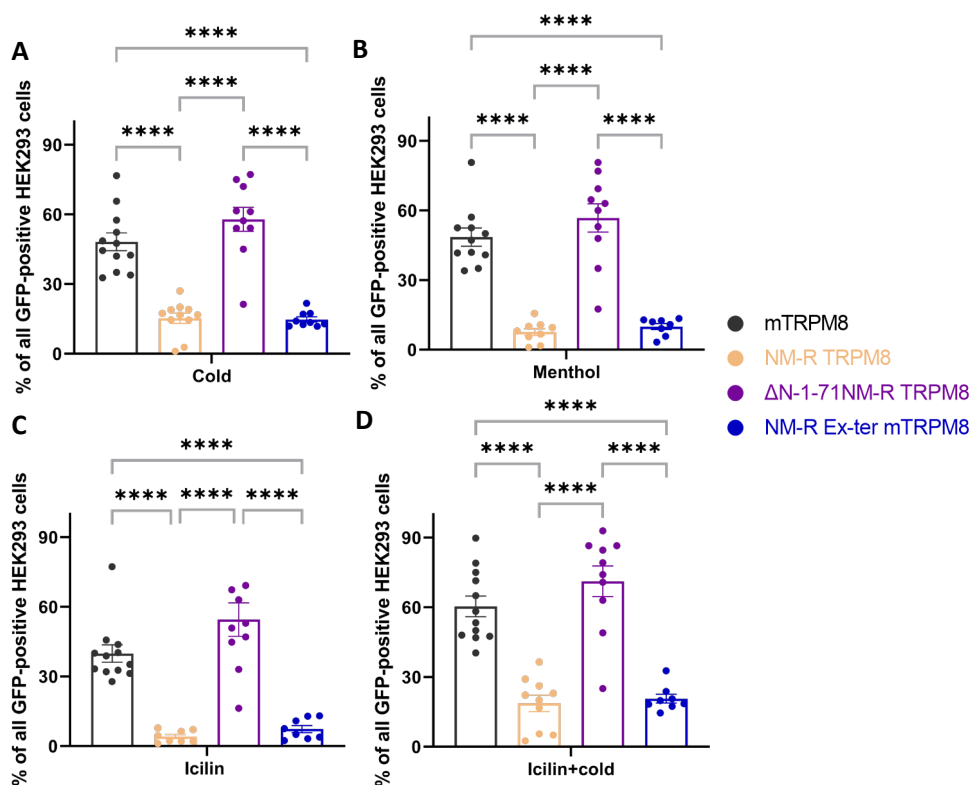 A
****
****
****
****
% of all GFP-positive HEK293 cells
90
60
30
0
Cold
B
****
****
****
****
% of all GFP-positive HEK293 cells
90
60
30
0
Menthol
mTRPM8
NM-R TRPM8
ΔN-1-71NM-R TRPM8
NM-R Ex-ter mTRPM8
C
****
****
****
****
% of all GFP-positive HEK293 cells
90
60
30
0
Icilin
D
****
****
****
****
% of all GFP-positive HEK293 cells
90
60
30
0
Icilin+cold